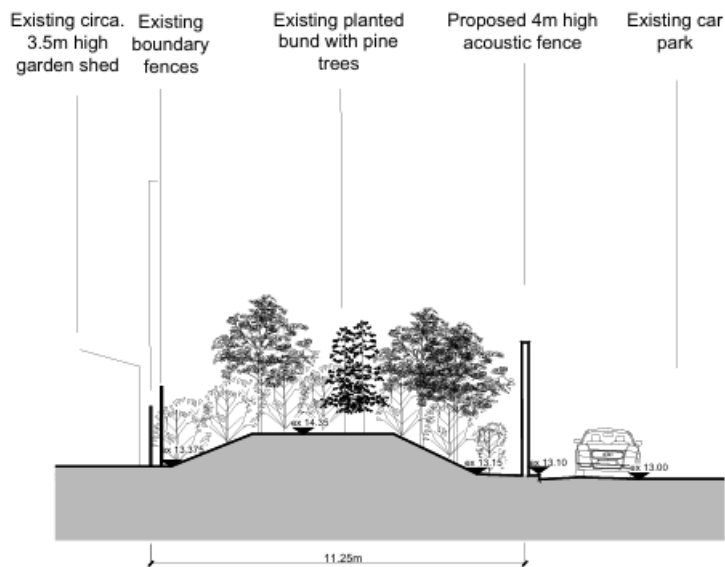 Existing circa.
3.5m high
garden shed
Existing
boundary
fences
Existing planted
bund with pine
trees
Proposed 4m high
acoustic fence
Existing car
park
ex 14.35
ex 13.375
ex 13.15
ex 13.10
ex 13.00
11.25m